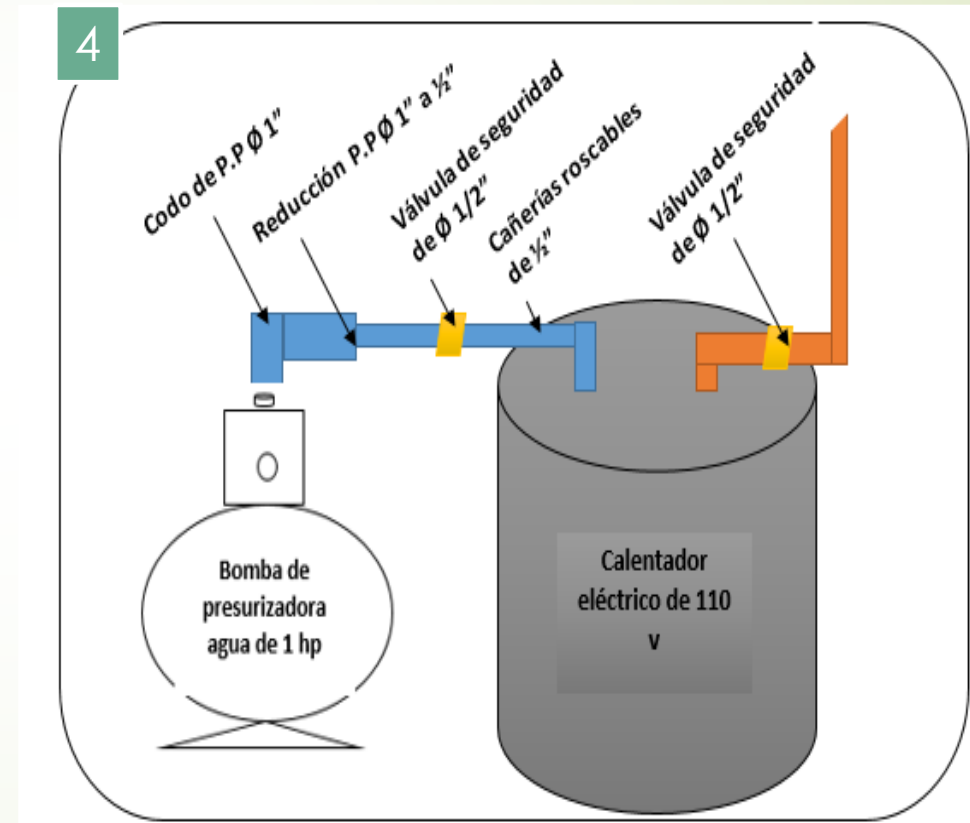 4
Codo de P.P Ø 1”
Reducción P.P Ø 1” a ½”
Válvula de seguridad
de Ø 1/2”
Cañerías roscables
de ½”
Válvula de seguridad
de Ø 1/2”
Bomba de
presurizadora
agua de 1 hp
Calentador
eléctrico de 110
v